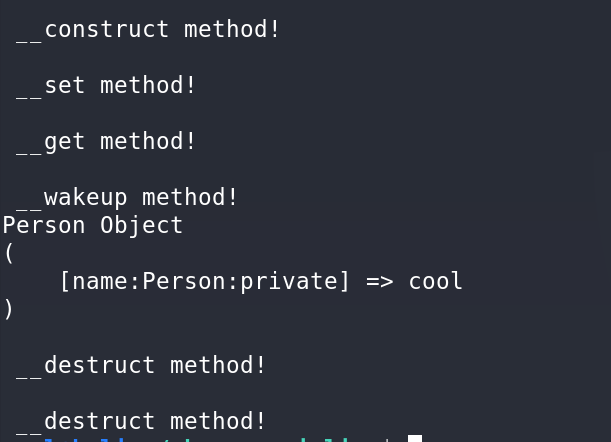 __construct method!
__set method!
__get method!
__wakeup method!
Person Object
(
    [name:Person:private] => cool
)
__destruct method!
__destruct method!